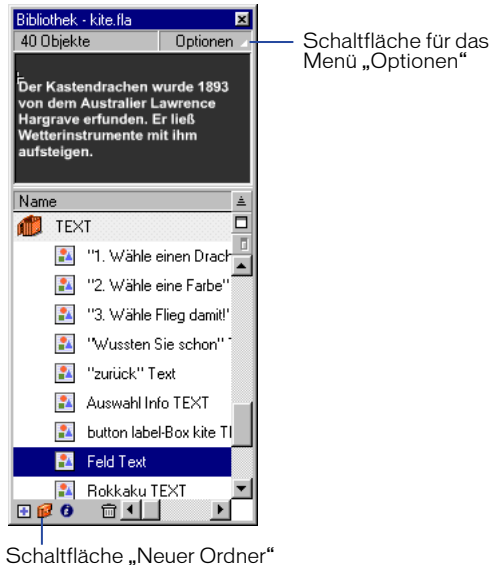 Bibliothek - kite.fla
40 Objekte Optionen
Schaltfläche für das
Menü „Optionen“
Der Kastendrachen wurde 1893
von dem Australier Lawrence
Hargrave erfunden. Er ließ
Wetterinstrumente mit ihm
aufsteigen.
Name
TEXT
"1. Wähle einen Drach
"2. Wähle eine Farbe"
"3. Wähle Flieg damit!'
"Wussten Sie schon" T
"zurück" Text
Auswahl Info TEXT
button label-Box kite TE
Feld Text
Rokkaku TEXT
Schaltfläche „Neuer Ordner“